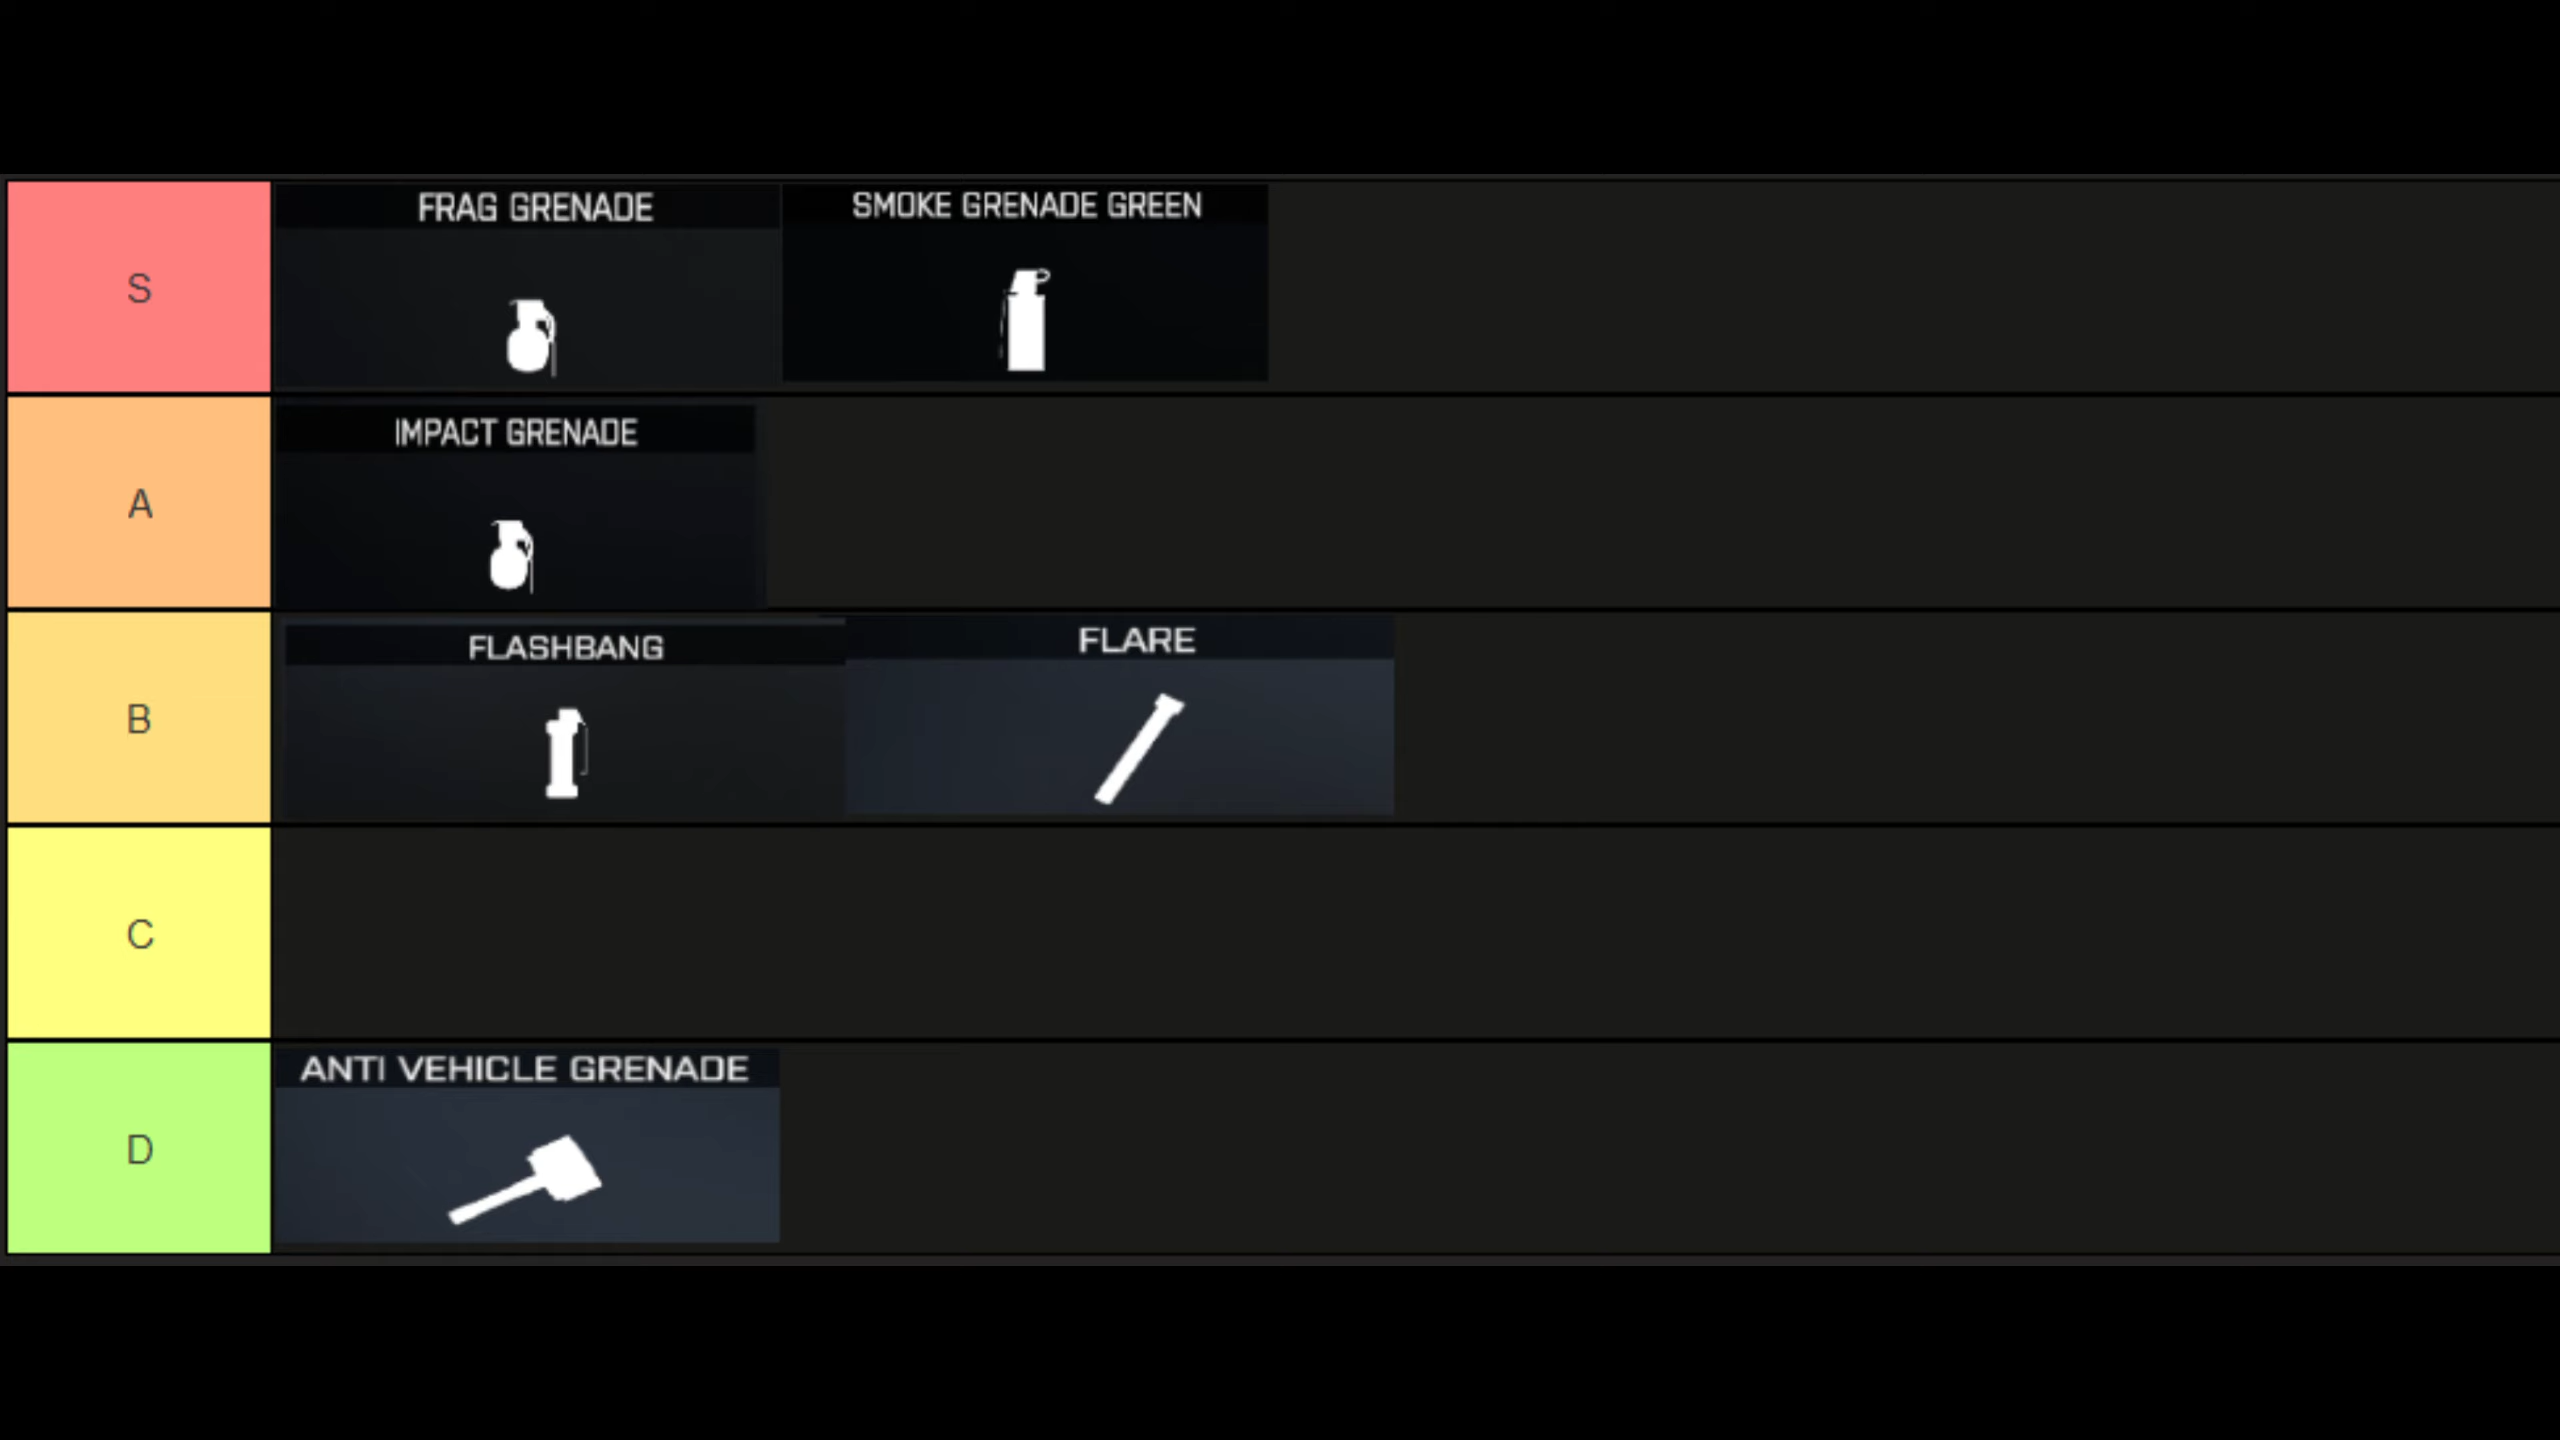 S
FRAG GRENADE
SMOKE GRENADE GREEN
A
IMPACT GRENADE
B
FLASHBANG
FLARE
C
D
ANTI VEHICLE GRENADE